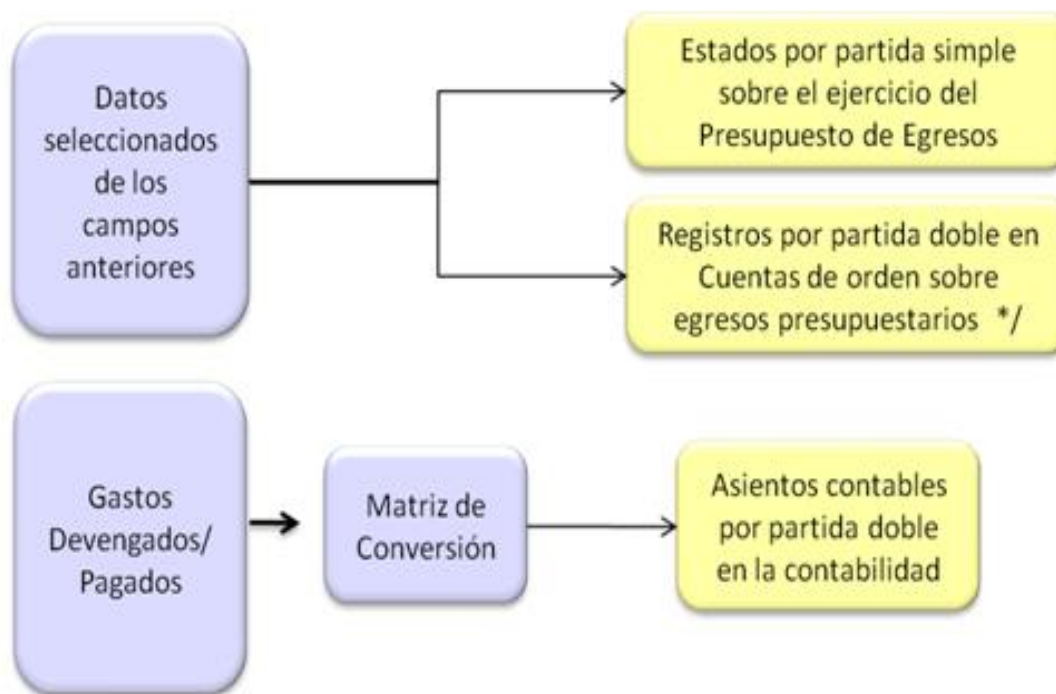 Datos
seleccionados
de los
campos
anteriores
Estados por partida simple
sobre el ejercicio del
Presupuesto de Egresos
Registros por partida doble en
Cuentas de orden sobre
egresos presupuestarios */
Gastos
Devengados/
Pagados
Matriz de
Conversión
Asientos contables
por partida doble
en la contabilidad